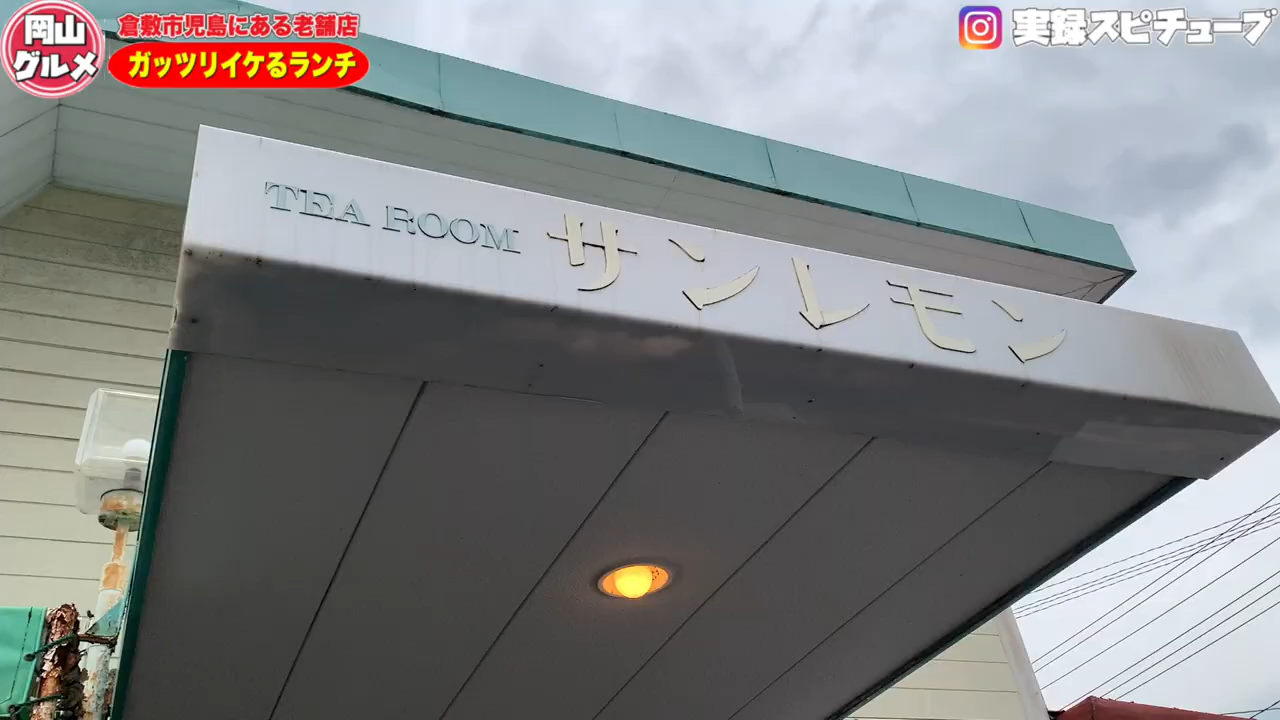 岡山
グルメ
倉敷市児島にある老舗店
ガッツリイケるランチ
実録スピチューブ
TEA ROOM サンレモン